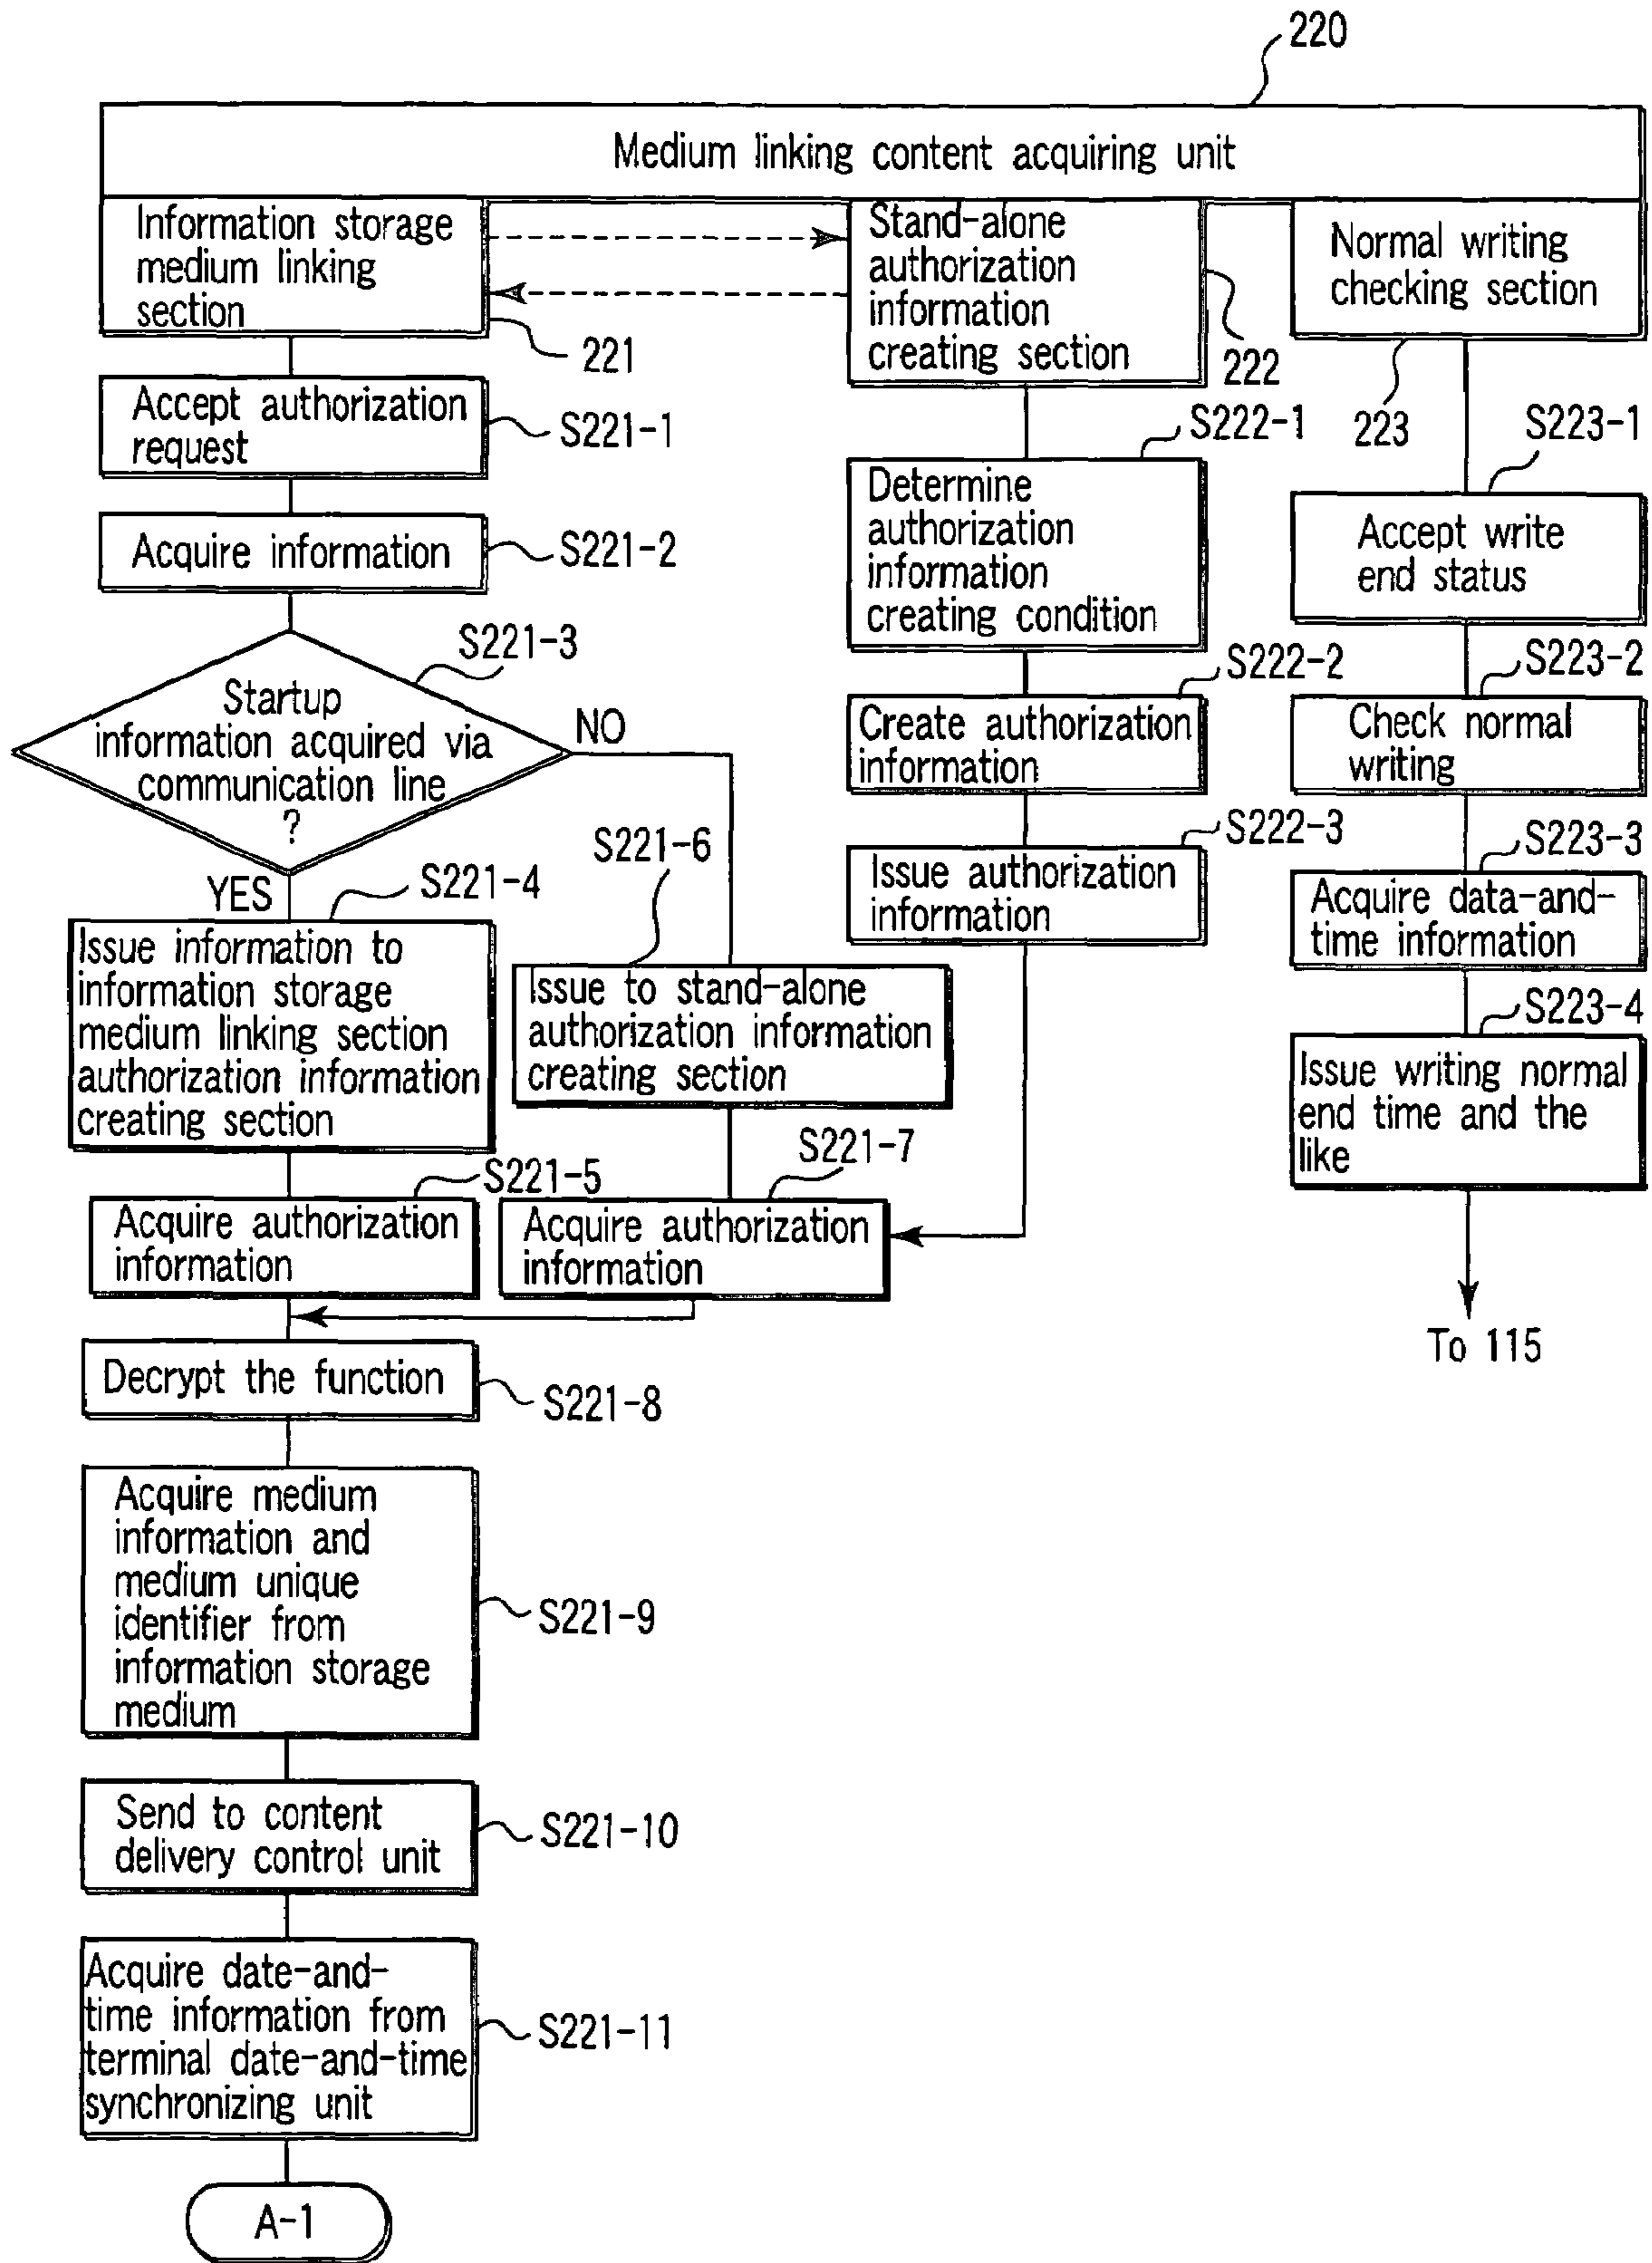 220
Medium linking content acquiring unit
Information storage
medium linking
section
221
Stand-alone
authorization
information
creating section
222
Normal writing
checking section
223
Accept authorization
request
S221-1
Acquire information
S221-2
S221-3
Startup
information acquired via
communication line
?
NO
YES
S221-4
Issue information to
information storage
medium linking section
authorization information
creating section
S221-5
Acquire authorization
information
S221-6
Issue to stand-alone
authorization information
creating section
S221-7
Acquire authorization
information
Decrypt the function
S221-8
Acquire medium
information and
medium unique
identifier from
information storage
medium
S221-9
Send to content
delivery control unit
S221-10
Acquire date-and-
time information from
terminal date-and-time
synchronizing unit
S221-11
A-1
S222-1
Determine
authorization
information
creating condition
S222-2
Create authorization
information
S222-3
Issue authorization
information
S223-1
Accept write
end status
S223-2
Check normal
writing
S223-3
Acquire data-and-
time information
S223-4
Issue writing normal
end time and the
like
To 115